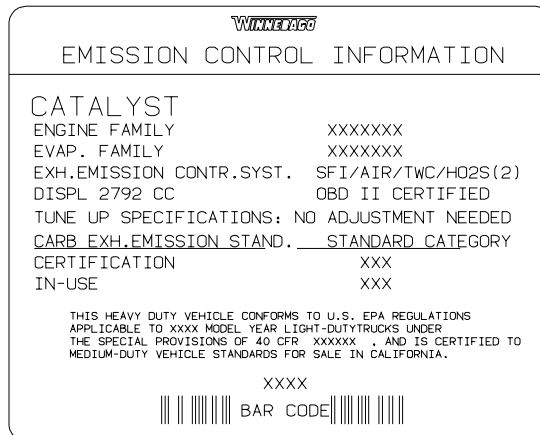 WINNEBAGO
EMISSION CONTROL INFORMATION
CATALYST
ENGINE FAMILY XXXXXXX
EVAP. FAMILY XXXXXXX
EXH.EMISSION CONTR.SYST. SFI/AIR/TWC/HO2S(2)
DISPL 2792 CC OBD II CERTIFIED
TUNE UP SPECIFICATIONS: NO ADJUSTMENT NEEDED
CARB EXH.EMISSION STAND. STANDARD CATEGORY
CERTIFICATION XXX
IN-USE XXX
THIS HEAVY DUTY VEHICLE CONFORMS TO U.S. EPA REGULATIONS
APPLICABLE TO XXXX MODEL YEAR LIGHT-DUTYTRUCKS UNDER
THE SPECIAL PROVISIONS OF 40 CFR XXXXXX , AND IS CERTIFIED TO
MEDIUM-DUTY VEHICLE STANDARDS FOR SALE IN CALIFORNIA.
XXXX
BAR CODE